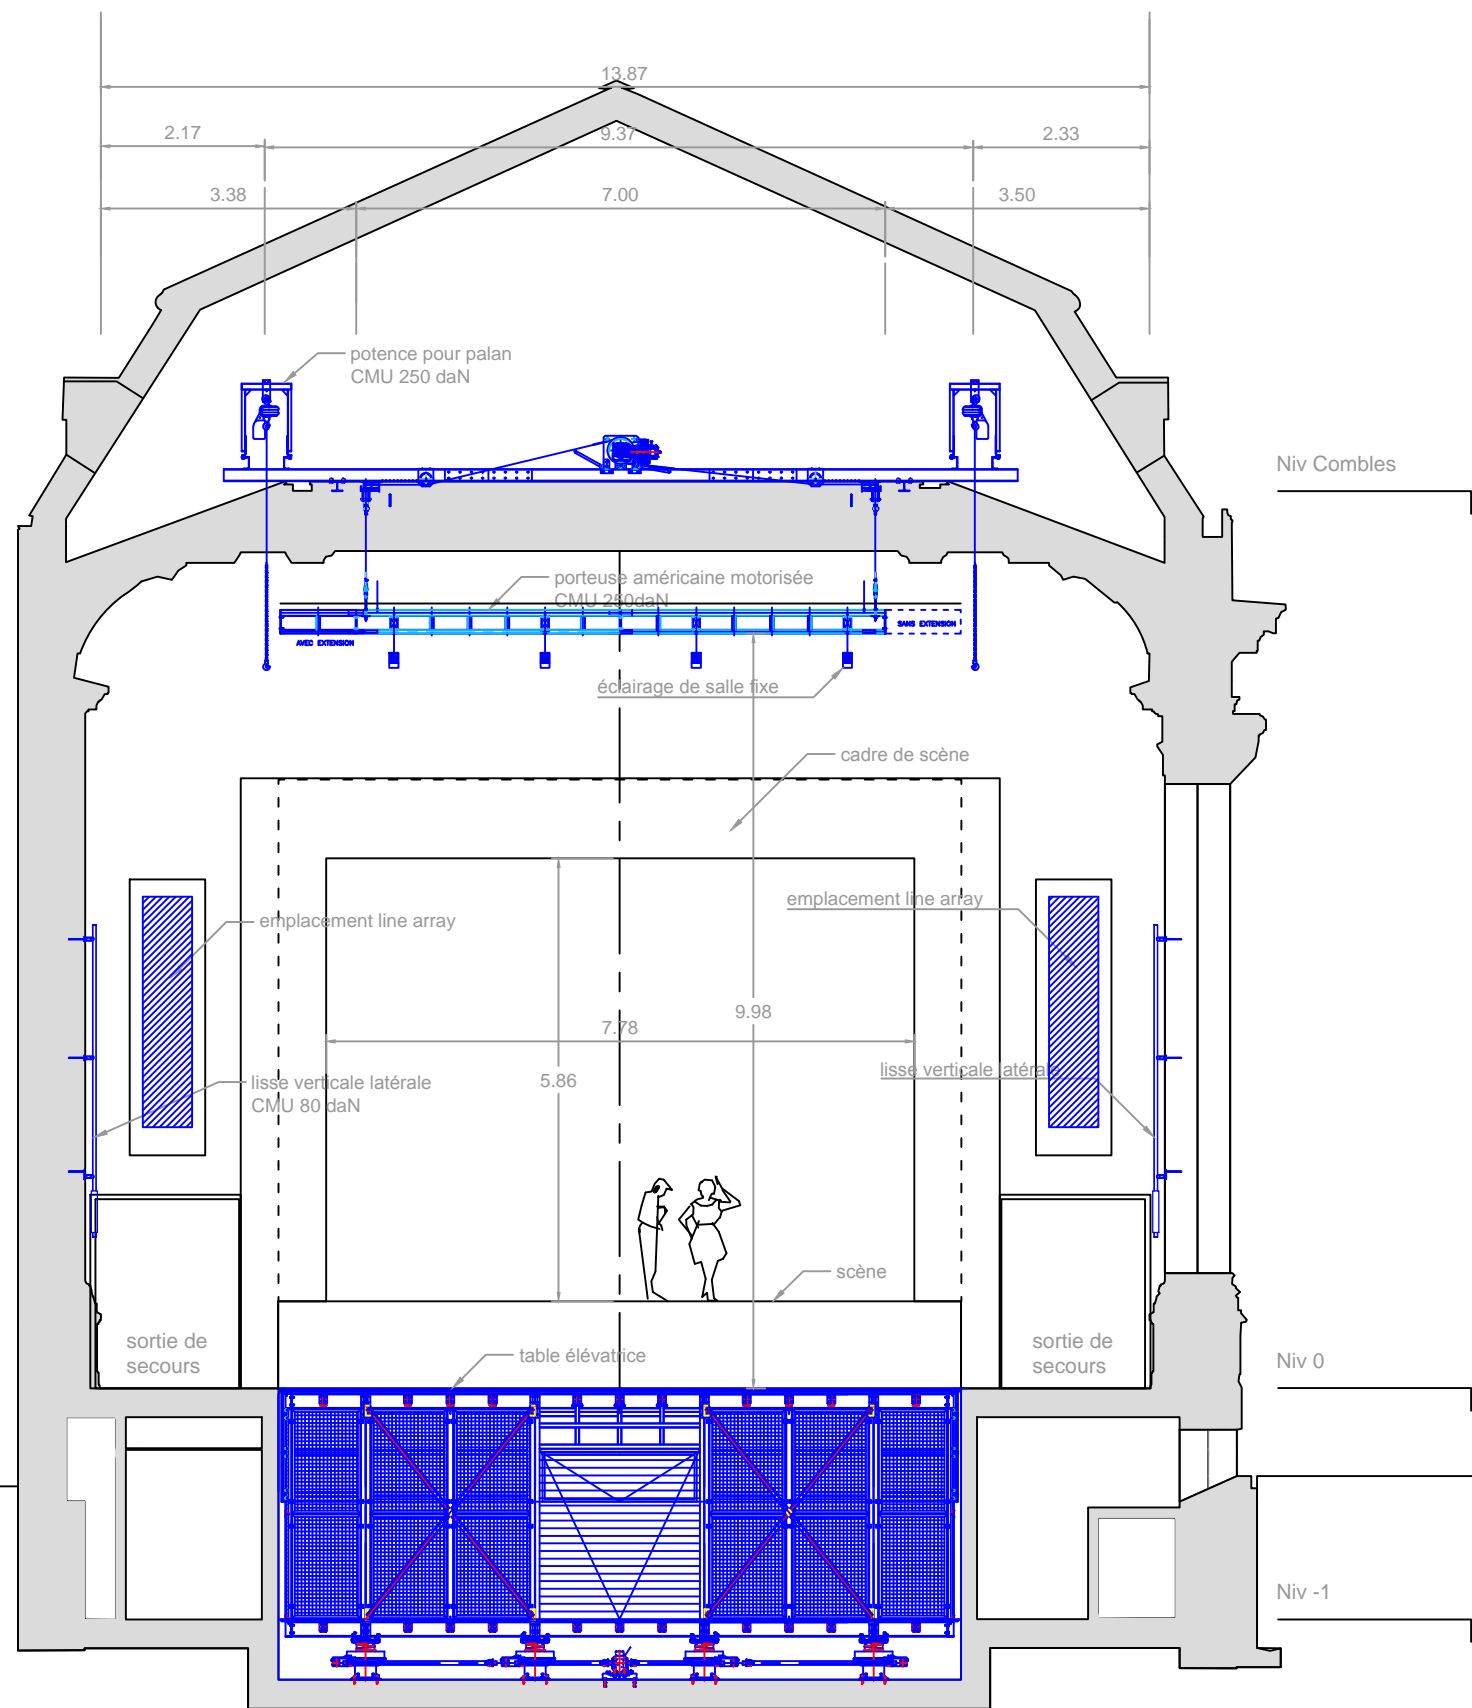 13.87
2.17
9.37
2.33
3.38
7.00
3.50
potence pour palan
CMU 250 daN
Niv Combles
porteuse américaine motorisée
CMU 250daN
AVEC EXTENSION
SANS EXTENSION
éclairage de salle fixe
cadre de scène
emplacement line array
emplacement line array
9.98
7.78
5.86
lisse verticale latérale
CMU 80 daN
lisse verticale latérale
scène
sortie de
secours
sortie de
secours
table élévatrice
Niv 0
Niv -1